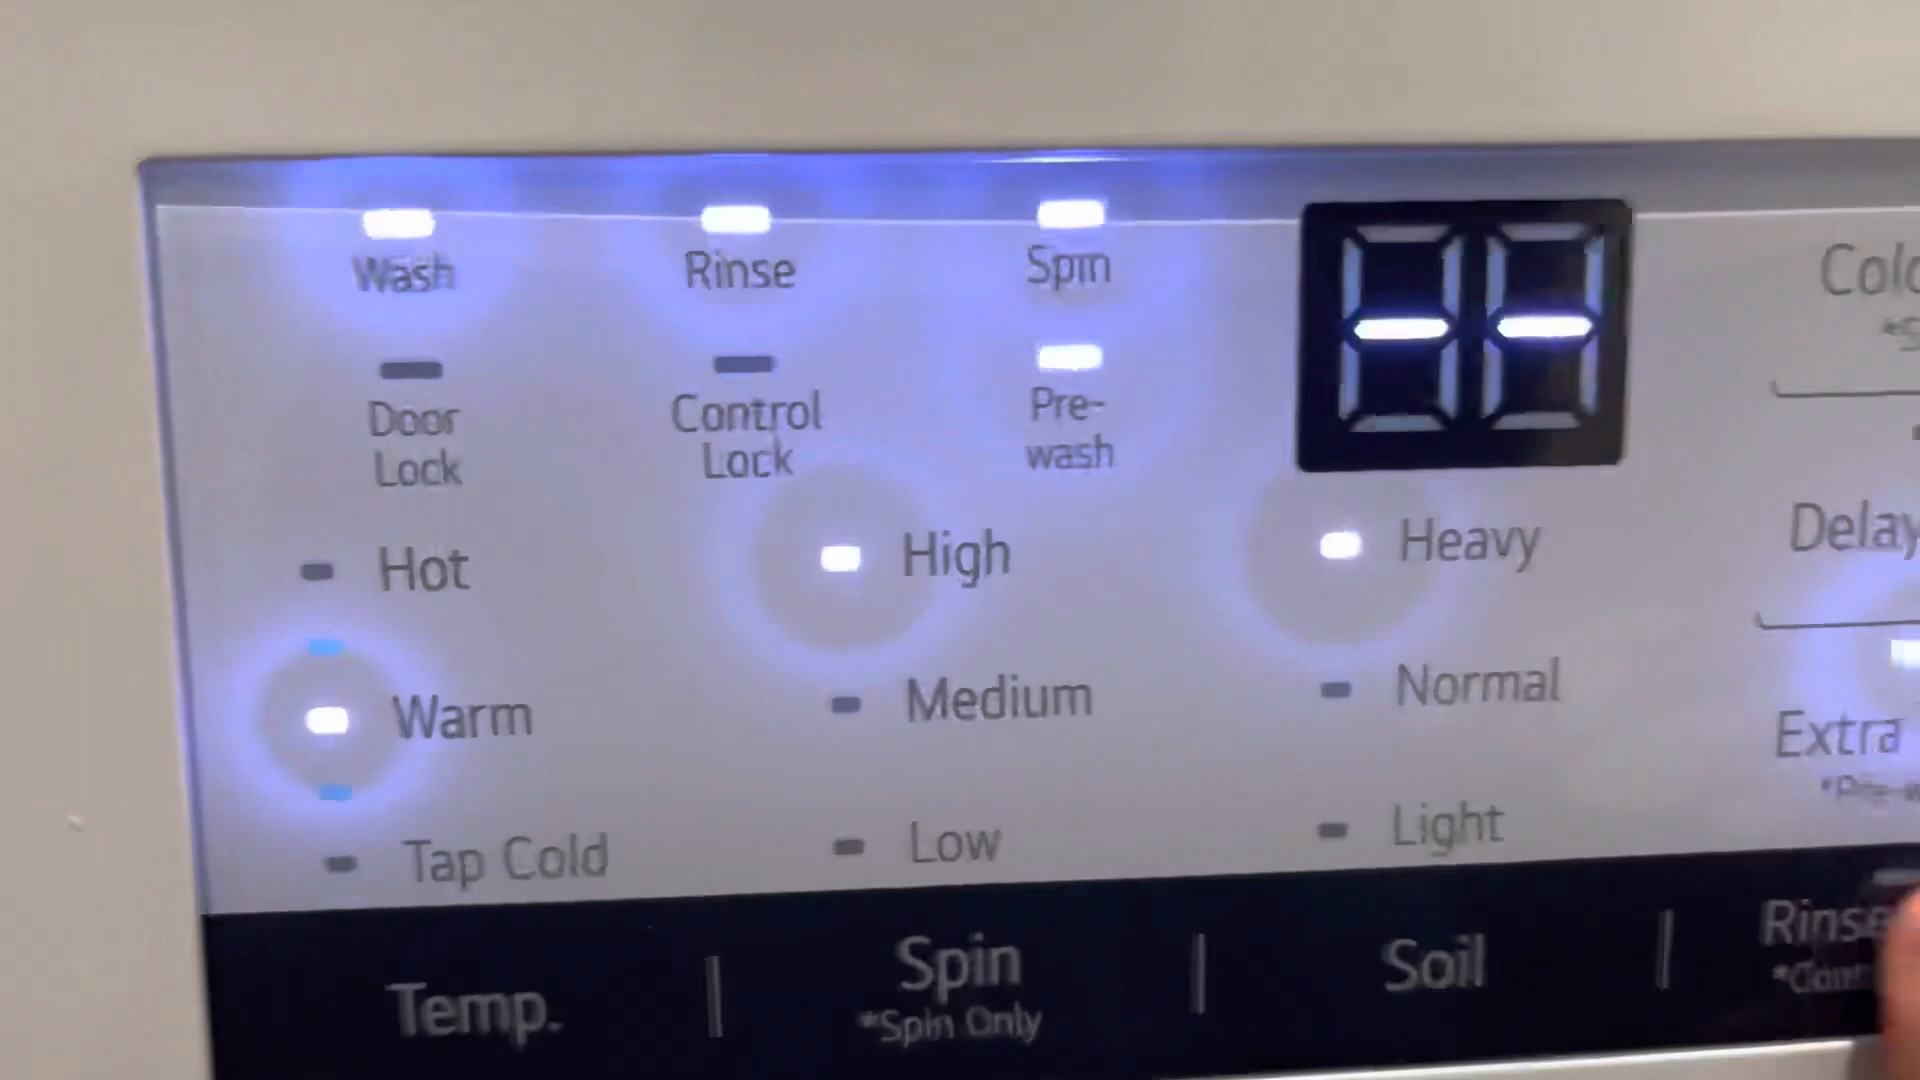 Wash
Rinse
Spin
--
Door
Lock
Control
Lock
Pre-
wash
Hot
High
Heavy
Warm
Medium
Normal
Tap Cold
Low
Light
Delay
Extra
Temp.
Spin
*Spin Only
Soil
Rinse